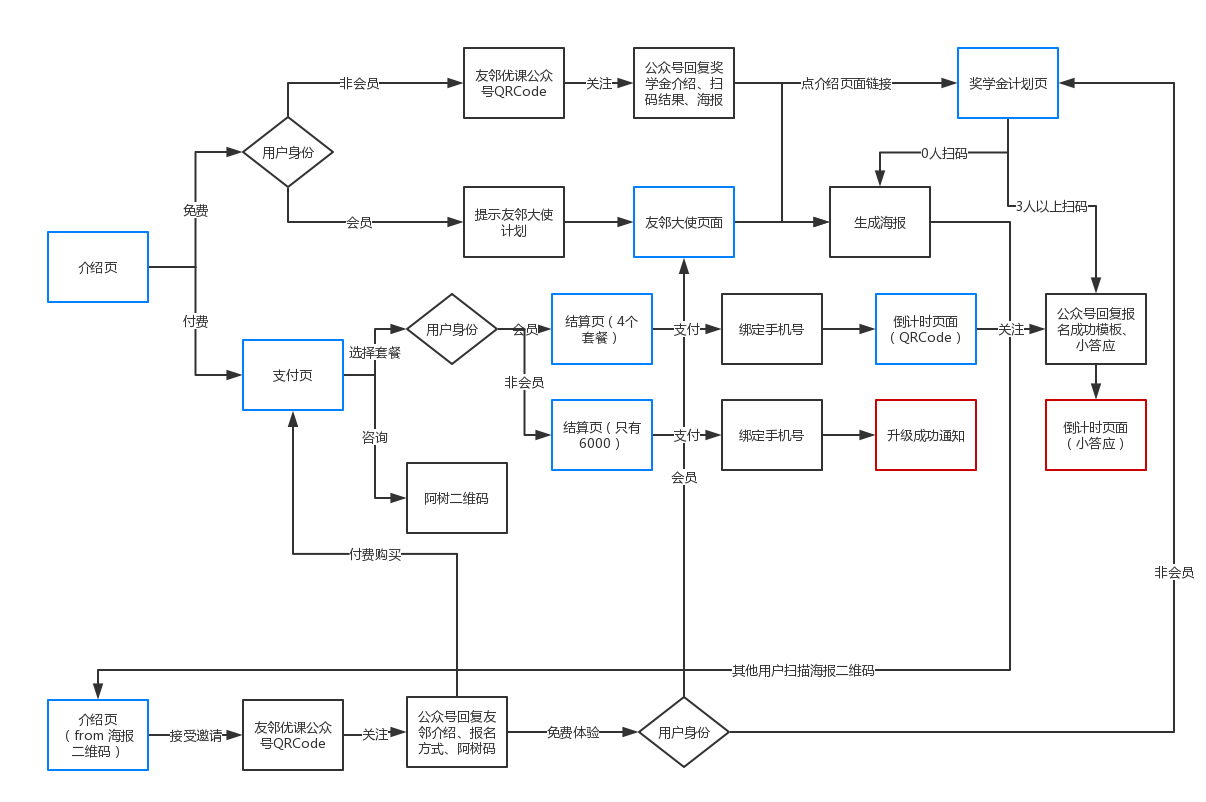 非会员
友邻优课公众
号QRCode
关注
公众号回复奖
学金介绍、扫
码结果、海报
点介绍页面链接
奖学金计划页
用户身份
0人扫码
免费
会员
提示友邻大使
计划
友邻大使页面
生成海报
3人以上扫码
介绍页
付费
选择套餐
用户身份
会员
结算页（4个
套餐）
支付
绑定手机号
倒计时页面
（QRCode）
关注
公众号回复报
名成功模板、
小答应
支付页
非会员
咨询
结算页（只有
6000）
支付
绑定手机号
升级成功通知
倒计时页面
（小答应）
会员
阿树二维码
付费购买
非会员
其他用户扫描海报二维码
介绍页
（from 海报
二维码）
接受邀请
友邻优课公众
号QRCode
关注
公众号回复友
邻介绍、报名
方式、阿树码
免费体验
用户身份